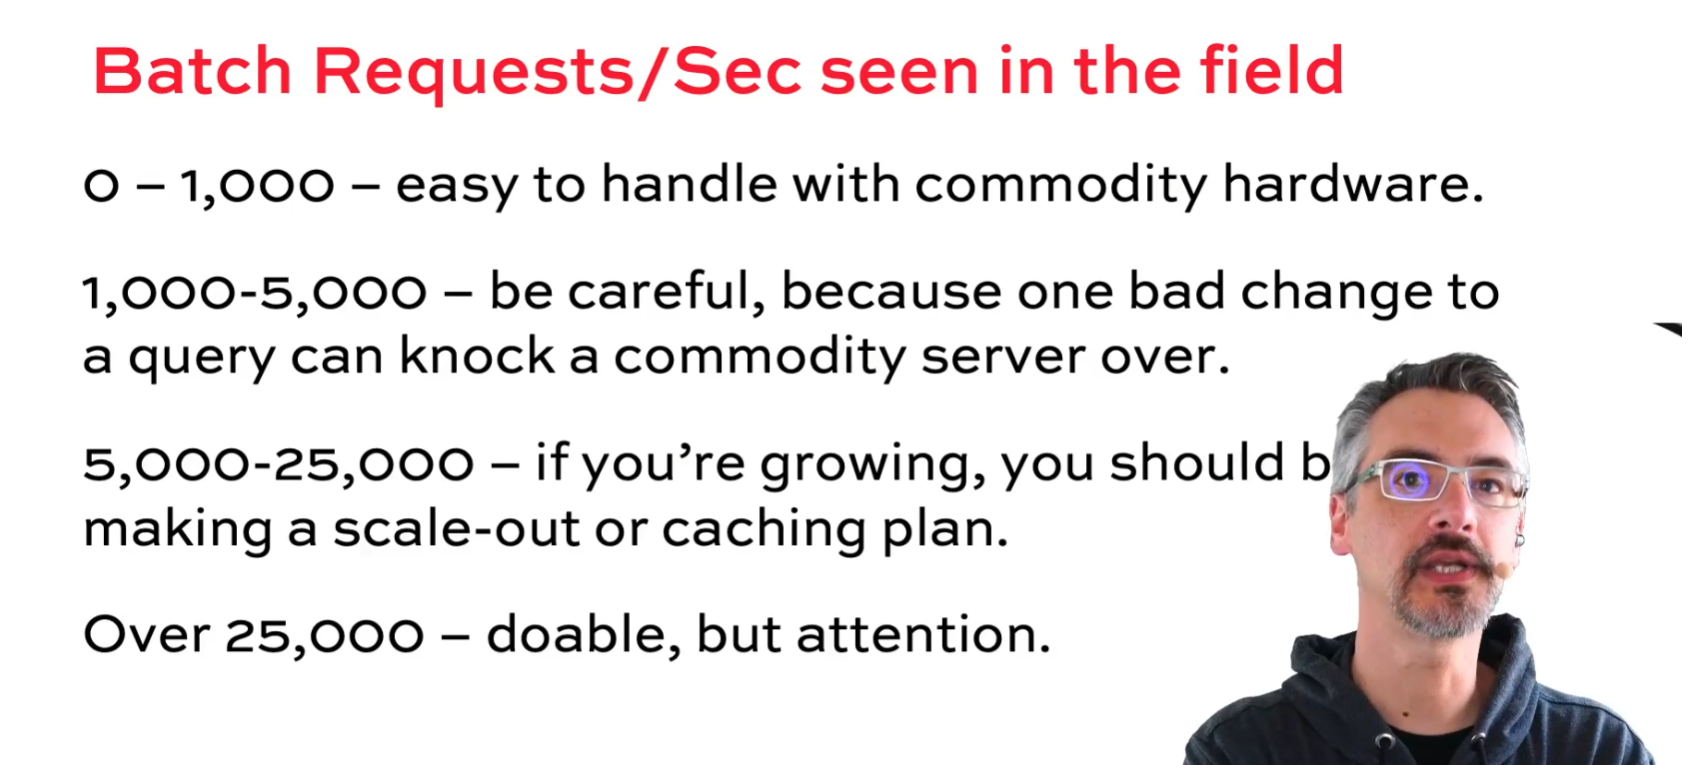 Batch Requests/Sec seen in the field
0 – 1,000 – easy to handle with commodity hardware.
1,000-5,000 – be careful, because one bad change to
a query can knock a commodity server over.
5,000-25,000 – if you’re growing, you should b
making a scale-out or caching plan.
Over 25,000 – doable, but attention.